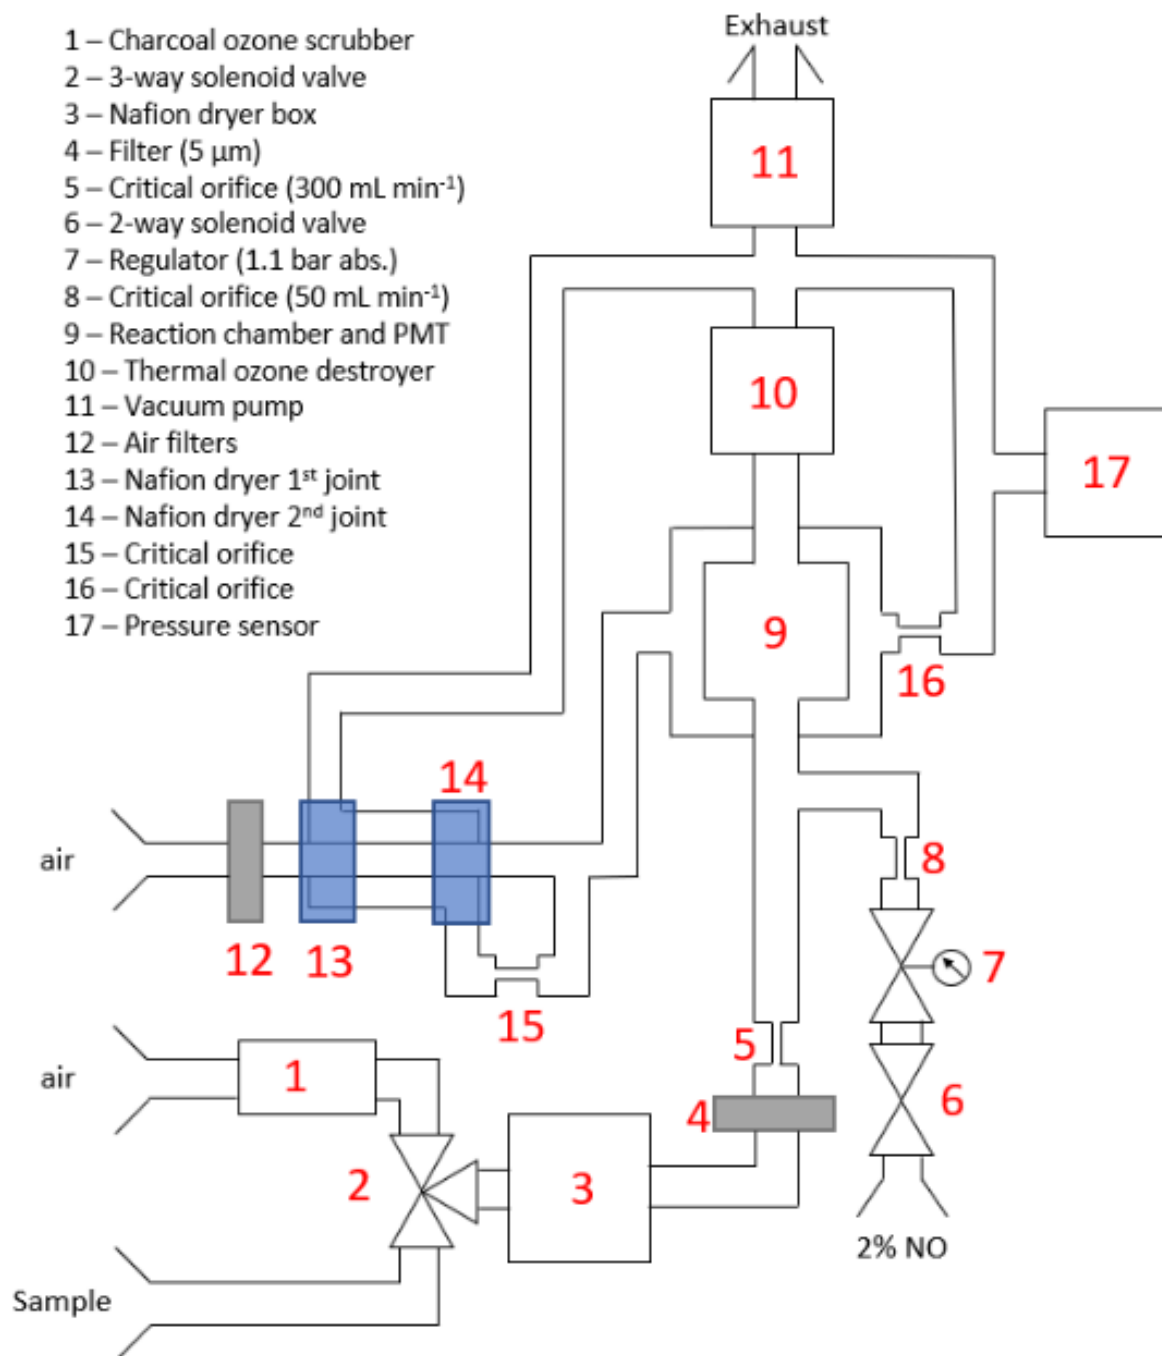 1 – Charcoal ozone scrubber
2 – 3-way solenoid valve
3 – Nafion dryer box
4 – Filter (5 µm)
5 – Critical orifice (300 mL min⁻¹)
6 – 2-way solenoid valve
7 – Regulator (1.1 bar abs.)
8 – Critical orifice (50 mL min⁻¹)
9 – Reaction chamber and PMT
10 – Thermal ozone destroyer
11 – Vacuum pump
12 – Air filters
13 – Nafion dryer 1ˢᵗ joint
14 – Nafion dryer 2ⁿᵈ joint
15 – Critical orifice
16 – Critical orifice
17 – Pressure sensor
Exhaust
11
10
17
9
16
14
air
8
12
13
7
15
5
air
1
6
4
2
3
2% NO
Sample